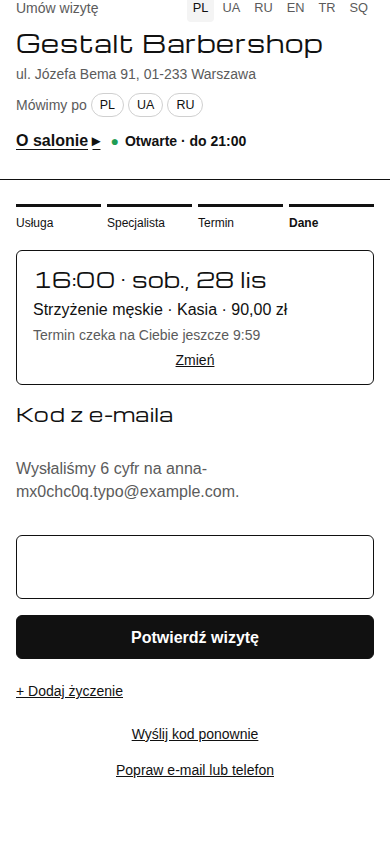 Umów wizytę PL UA RU EN TR SQ
Gestalt Barbershop
ul. Józefa Bema 91, 01-233 Warszawa
Mówimy po PL UA RU
O salonie ▸ ● Otwarte · do 21:00
Usługa Specjalista Termin Dane
16:00 · sob., 28 lis
Strzyżenie męskie · Kasia · 90,00 zł
Termin czeka na Ciebie jeszcze 9:59
Zmień
Kod z e-maila
Wysłaliśmy 6 cyfr na anna-
mx0chc0q.typo@example.com.
Potwierdź wizytę
+ Dodaj życzenie
Wyślij kod ponownie
Popraw e-mail lub telefon